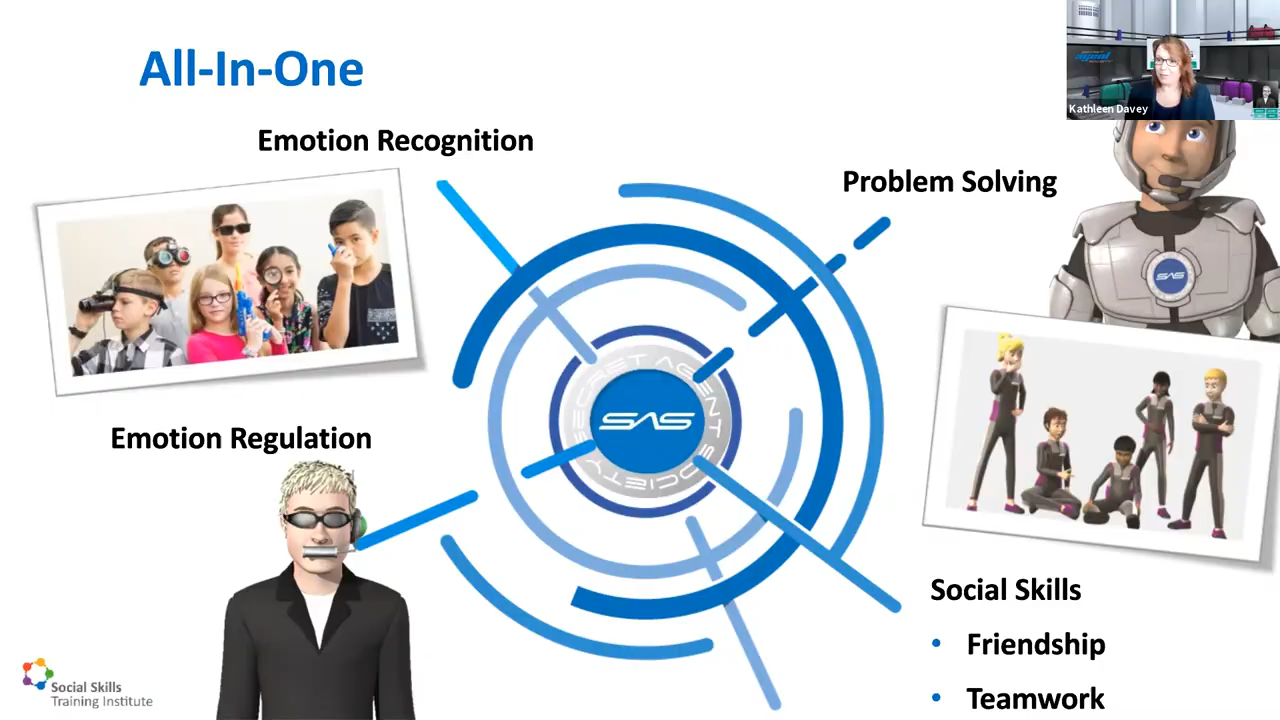 All-In-One
Kathleen Davey
Emotion Recognition
Problem Solving
SAS
SECRET AGENT SOCIETY
SAS
Emotion Regulation
Social Skills
• Friendship
• Teamwork
Social Skills
Training Institute